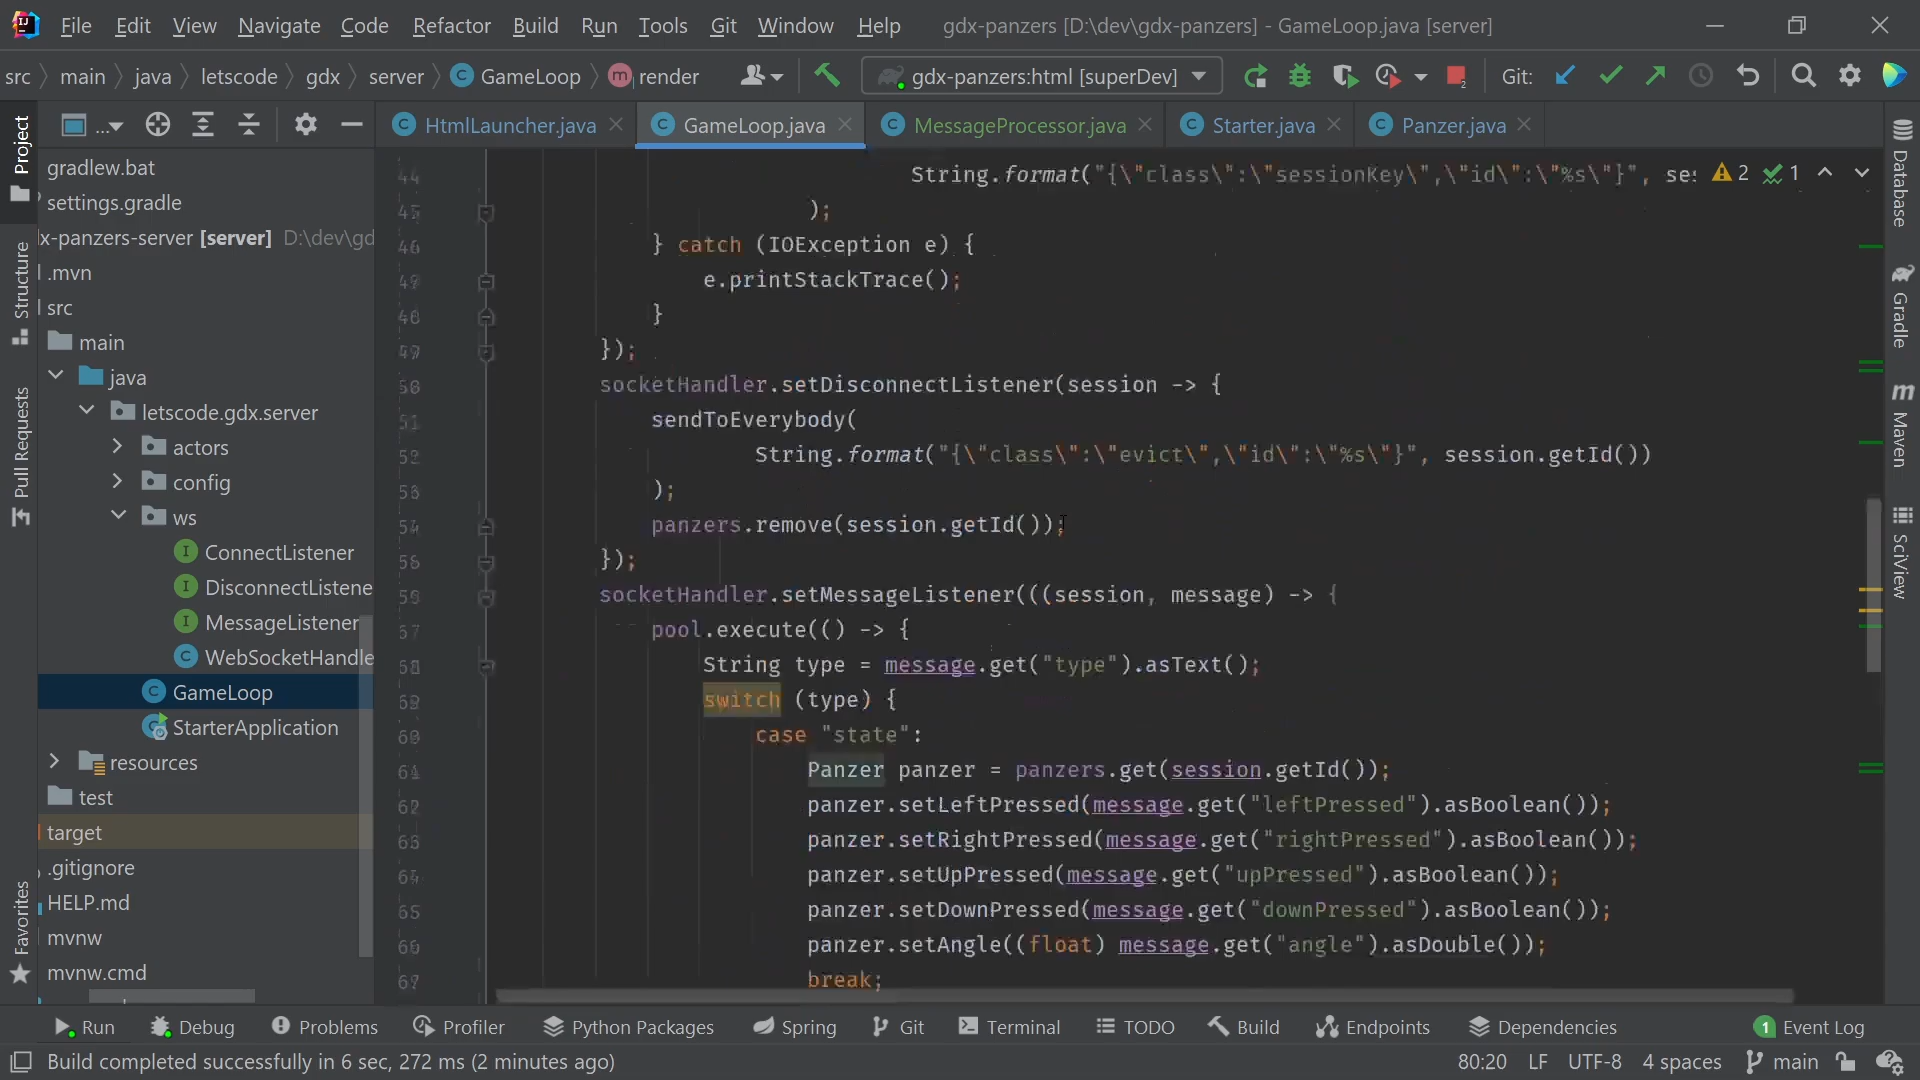 File Edit View Navigate Code Refactor Build Run Tools Git Window Help gdx-panzers [D:\dev\gdx-panzers] - GameLoop.java [server]
src main java letscode gdx server GameLoop render gdx-panzers:html [superDev] Git:
HtmlLauncher.java GameLoop.java MessageProcessor.java Starter.java Panzer.java
Project
Structure
Pull Requests
Favorites
gradlew.bat
settings.gradle
x-panzers-server [server] D:\dev\gd
.mvn
src
main
java
letscode.gdx.server
actors
config
ws
ConnectListener
DisconnectListene
MessageListener
WebSocketHandle
GameLoop
StarterApplication
resources
test
target
.gitignore
HELP.md
mvnw
mvnw.cmd
String.format("{\"class\":\"sessionKey\",\"id\":\"%s\"}", ses 2 1
);
} catch (IOException e) {
e.printStackTrace();
}
});
socketHandler.setDisconnectListener(session -> {
sendToEverybody(
String.format("{\"class\":\"evict\",\"id\":\"%s\"}", session.getId())
);
panzers.remove(session.getId());
});
socketHandler.setMessageListener(((session, message) -> {
pool.execute(() -> {
String type = message.get("type").asText();
switch (type) {
case "state":
Panzer panzer = panzers.get(session.getId());
panzer.setLeftPressed(message.get("leftPressed").asBoolean());
panzer.setRightPressed(message.get("rightPressed").asBoolean());
panzer.setUpPressed(message.get("upPressed").asBoolean());
panzer.setDownPressed(message.get("downPressed").asBoolean());
panzer.setAngle((float) message.get("angle").asDouble());
break;
Database
Gradle
Maven
SciView
Run Debug Problems Profiler Python Packages Spring Git Terminal TODO Build Endpoints Dependencies 1 Event Log
Build completed successfully in 6 sec, 272 ms (2 minutes ago) 80:20 LF UTF-8 4 spaces main